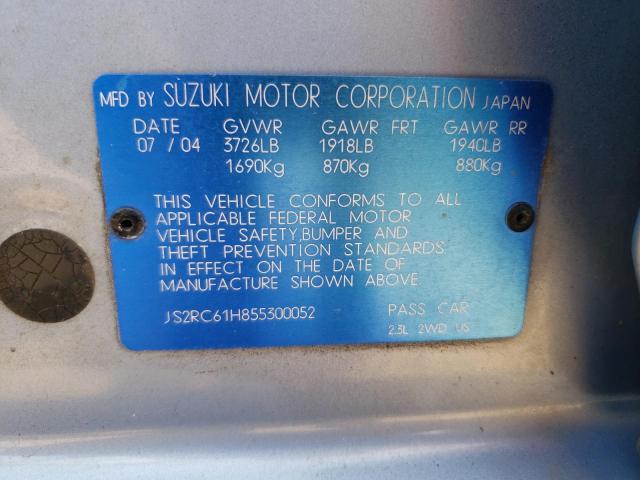 MFD BY SUZUKI MOTOR CORPORATION JAPAN
DATE GVWR GAWR FRT GAWR RR
07 / 04 3726LB 1918LB 1940LB
1690Kg 870Kg 880Kg
THIS VEHICLE CONFORMS TO ALL
APPLICABLE FEDERAL MOTOR
VEHICLE SAFETY,BUMPER AND
THEFT PREVENTION STANDARDS
IN EFFECT ON THE DATE OF
MANUFACTURE SHOWN ABOVE.
JS2RC61H855300052 PASS CAR
2.3L 2WD US